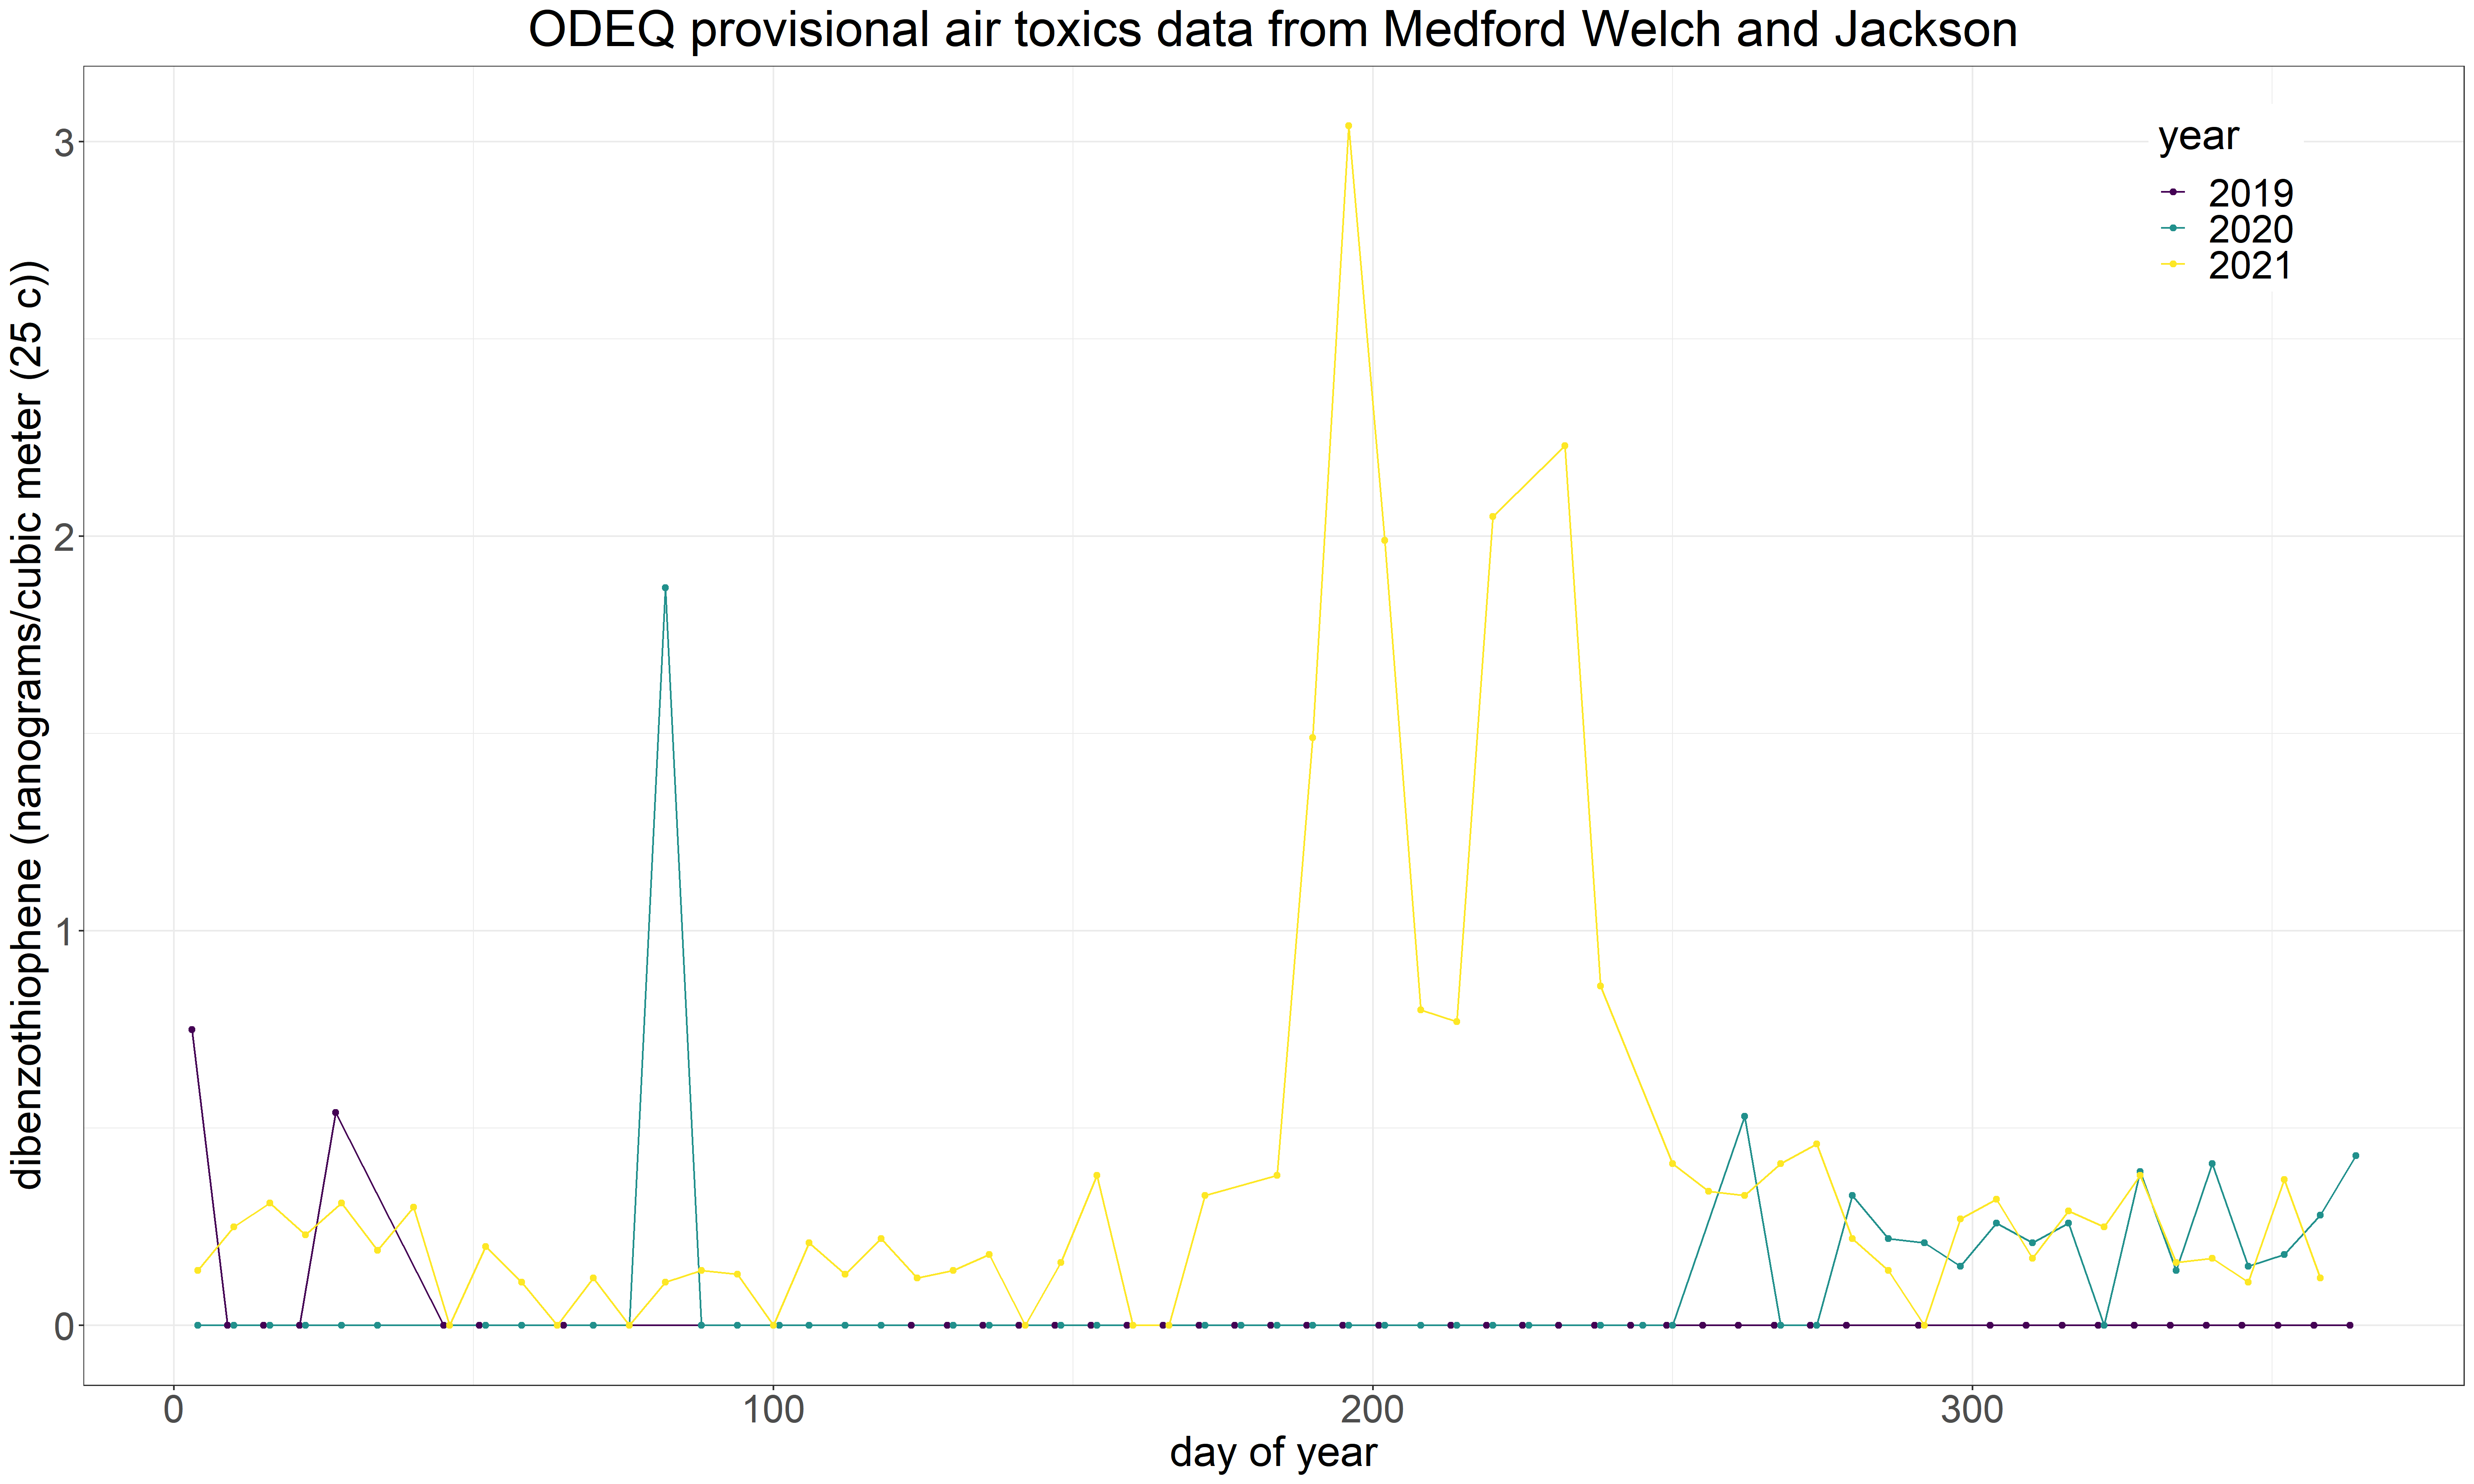 ODEQ provisional air toxics data from Medford Welch and Jackson
dibenzothiophene (nanograms/cubic meter (25 c))
3
2
1
0
year
2019
2020
2021
0 100 200 300
day of year